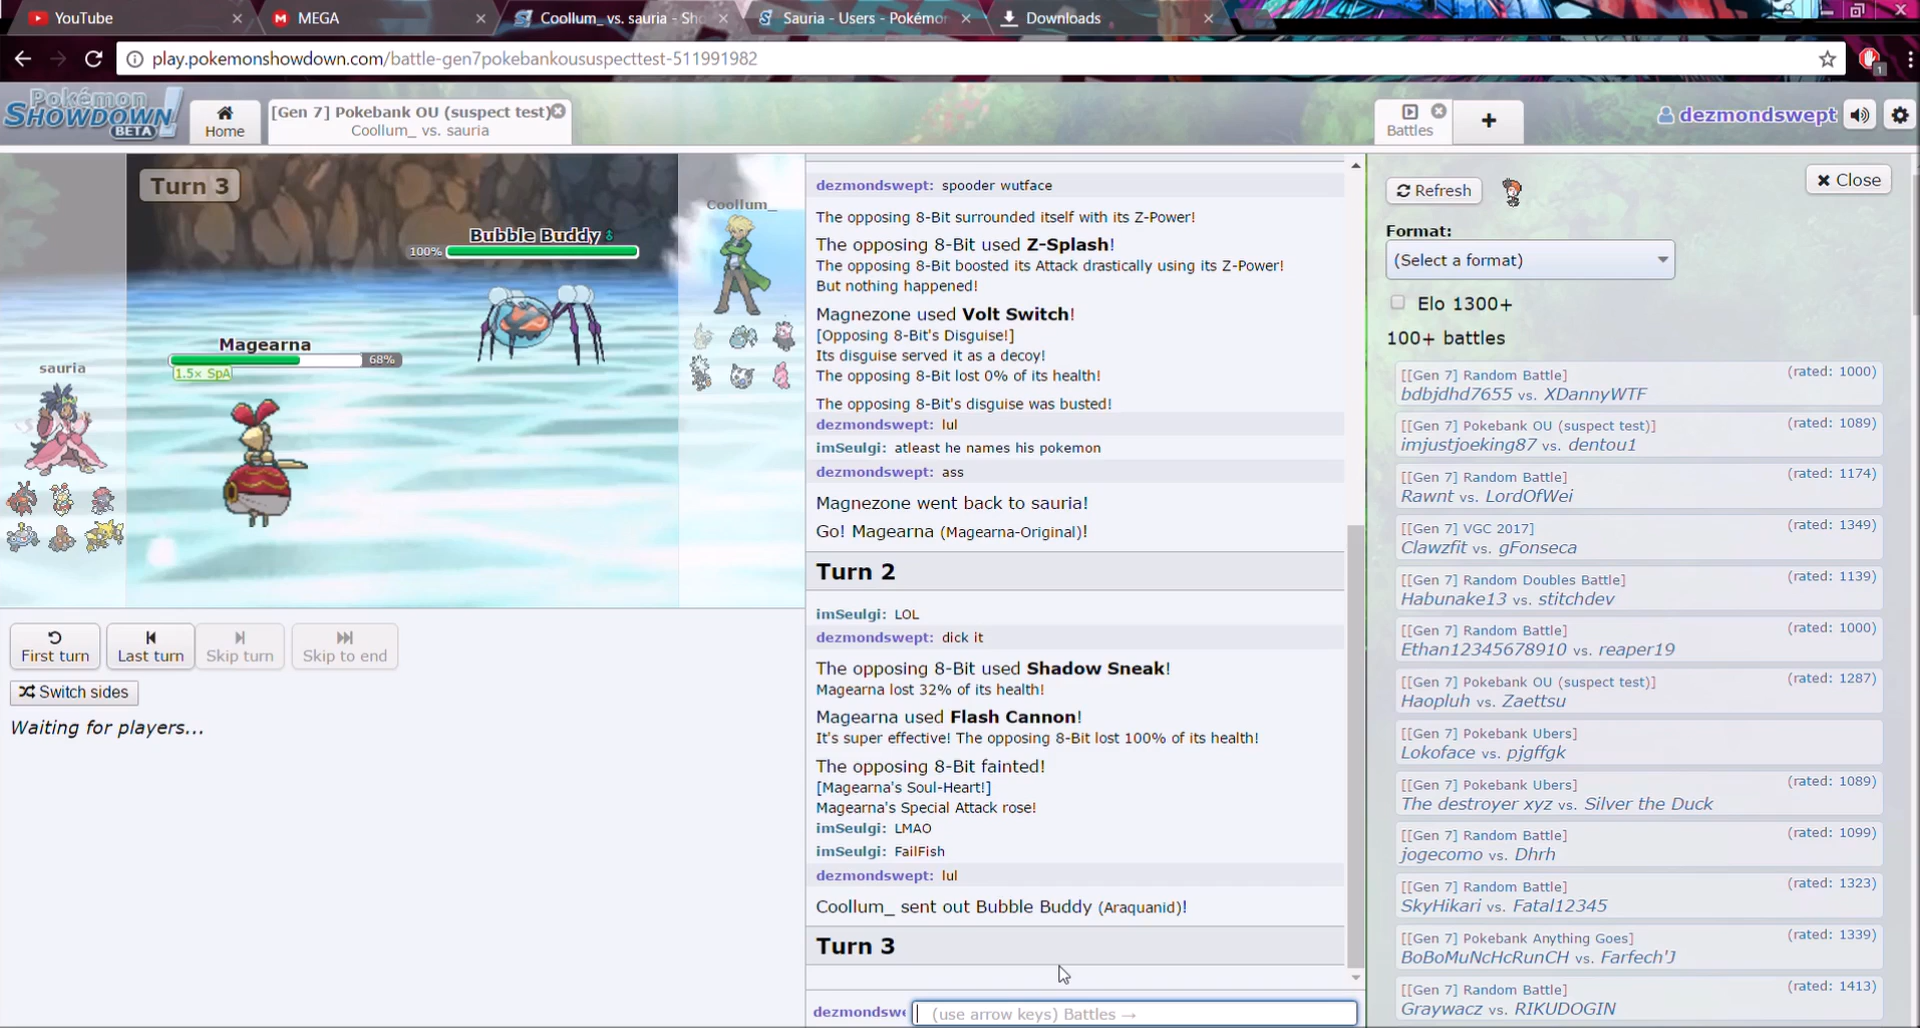 YouTube
MEGA
Coollum_ vs. sauria - Sho
Sauria - Users - Pokémon
Downloads
play.pokemonshowdown.com/battle-gen7pokebankoususpecttest-511991982
1
Pokémon
SHOWDOWN!
BETA
Home
[Gen 7] Pokebank OU (suspect test)
Coollum_ vs. sauria
Battles
+
dezmondswept
Turn 3
Coollum_
Bubble Buddy
100%
Magearna
68%
1.5× SpA
sauria
First turn
Last turn
Skip turn
Skip to end
Switch sides
Waiting for players...
dezmondswept: spooder wutface
The opposing 8-Bit surrounded itself with its Z-Power!
The opposing 8-Bit used Z-Splash!
The opposing 8-Bit boosted its Attack drastically using its Z-Power!
But nothing happened!
Magnezone used Volt Switch!
[Opposing 8-Bit's Disguise!]
Its disguise served it as a decoy!
The opposing 8-Bit lost 0% of its health!
The opposing 8-Bit's disguise was busted!
dezmondswept: lul
imSeulgi: atleast he names his pokemon
dezmondswept: ass
Magnezone went back to sauria!
Go! Magearna (Magearna-Original)!
Turn 2
imSeulgi: LOL
dezmondswept: dick it
The opposing 8-Bit used Shadow Sneak!
Magearna lost 32% of its health!
Magearna used Flash Cannon!
It's super effective! The opposing 8-Bit lost 100% of its health!
The opposing 8-Bit fainted!
[Magearna's Soul-Heart!]
Magearna's Special Attack rose!
imSeulgi: LMAO
imSeulgi: FailFish
dezmondswept: lul
Coollum_ sent out Bubble Buddy (Araquanid)!
Turn 3
dezmondswe
(use arrow keys) Battles →
Refresh
Close
Format:
(Select a format)
Elo 1300+
100+ battles
[[Gen 7] Random Battle] (rated: 1000)
bdbjdhd7655 vs. XDannyWTF
[[Gen 7] Pokebank OU (suspect test)] (rated: 1089)
imjustjoeking87 vs. dentou1
[[Gen 7] Random Battle] (rated: 1174)
Rawnt vs. LordOfWei
[[Gen 7] VGC 2017] (rated: 1349)
Clawzfit vs. gFonseca
[[Gen 7] Random Doubles Battle] (rated: 1139)
Habunake13 vs. stitchdev
[[Gen 7] Random Battle] (rated: 1000)
Ethan12345678910 vs. reaper19
[[Gen 7] Pokebank OU (suspect test)] (rated: 1287)
Haopluh vs. Zaettsu
[[Gen 7] Pokebank Ubers]
Lokoface vs. pjgffgk
[[Gen 7] Pokebank Ubers] (rated: 1089)
The destroyer xyz vs. Silver the Duck
[[Gen 7] Random Battle] (rated: 1099)
jogecomo vs. Dhrh
[[Gen 7] Random Battle] (rated: 1323)
SkyHikari vs. Fatal12345
[[Gen 7] Pokebank Anything Goes] (rated: 1339)
BoBoMuNcHcRunCH vs. Farfech'J
[[Gen 7] Random Battle] (rated: 1413)
Graywacz vs. RIKUDOGIN